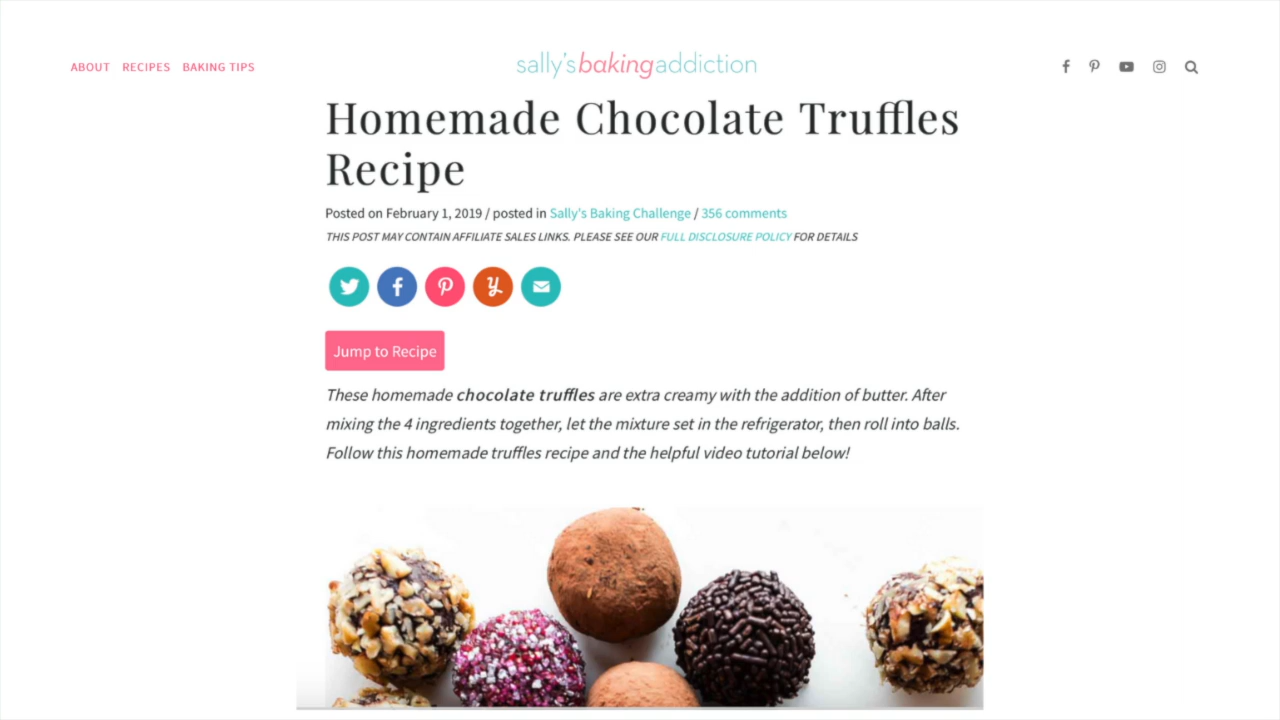 ABOUT RECIPES BAKING TIPS
sally's baking addiction
Homemade Chocolate Truffles
Recipe
Posted on February 1, 2019 / posted in Sally's Baking Challenge / 356 comments
THIS POST MAY CONTAIN AFFILIATE SALES LINKS. PLEASE SEE OUR FULL DISCLOSURE POLICY FOR DETAILS
Jump to Recipe
These homemade chocolate truffles are extra creamy with the addition of butter. After
mixing the 4 ingredients together, let the mixture set in the refrigerator, then roll into balls.
Follow this homemade truffles recipe and the helpful video tutorial below!